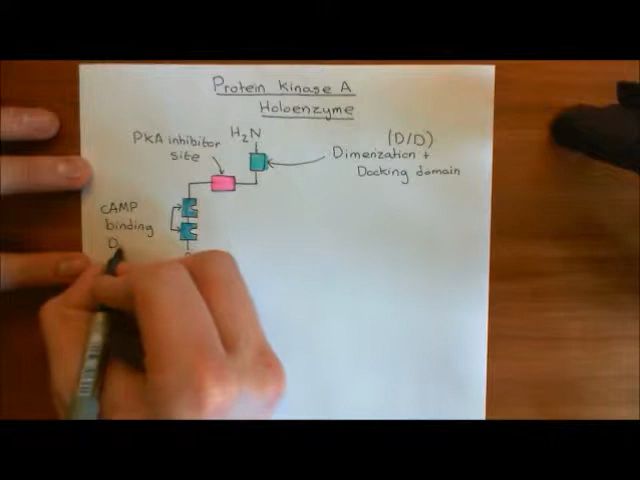 Protein Kinase A
Holoenzyme
H₂N
PKA inhibitor
site
(D/D)
Dimerization +
Docking domain
cAMP
binding
D